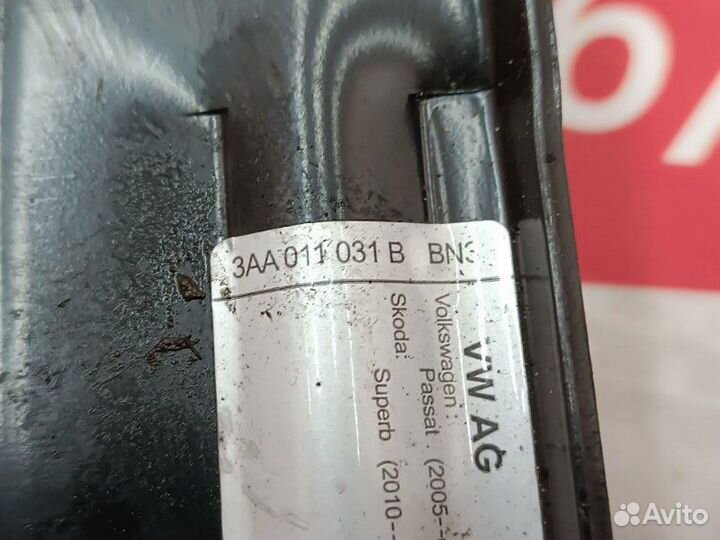 3AA 011 031 B BN3
VW AG
Volkswagen :
Passat (2005--
Skoda:
Superb (2010--
Avito